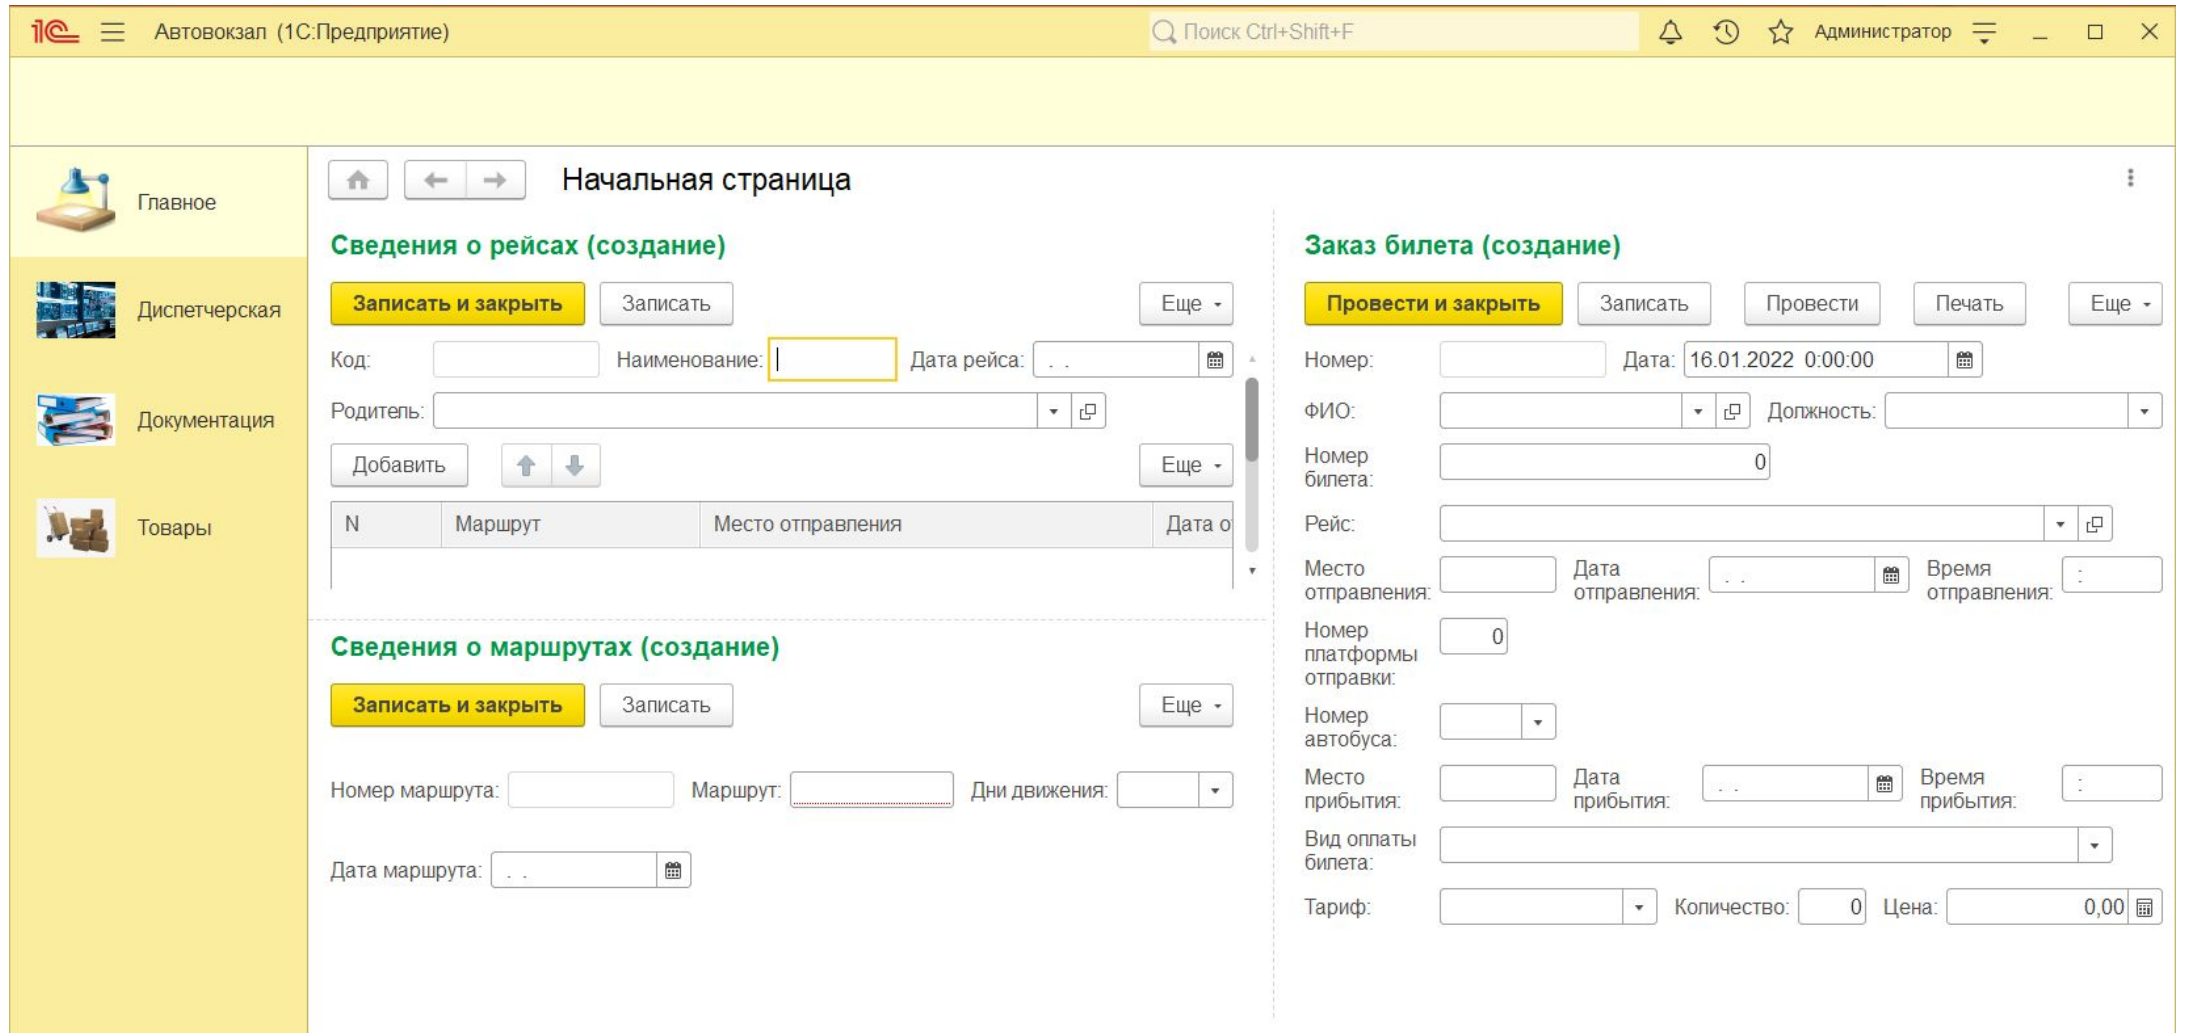 1С Автовокзал (1С:Предприятие) Поиск Ctrl+Shift+F Администратор
Главное
Диспетчерская
Документация
Товары
Начальная страница
Сведения о рейсах (создание)
Записать и закрыть Записать Еще
Код: Наименование: Дата рейса: . .
Родитель:
Добавить Еще
N Маршрут Место отправления Дата о
Сведения о маршрутах (создание)
Записать и закрыть Записать Еще
Номер маршрута: Маршрут: Дни движения:
Дата маршрута: . .
Заказ билета (создание)
Провести и закрыть Записать Провести Печать Еще
Номер: Дата: 16.01.2022 0:00:00
ФИО: Должность:
Номер
билета: 0
Рейс:
Место
отправления:
Дата
отправления: . .
Время
отправления: :
Номер
платформы
отправки: 0
Номер
автобуса:
Место
прибытия:
Дата
прибытия: . .
Время
прибытия: :
Вид оплаты
билета:
Тариф: Количество: 0 Цена: 0,00